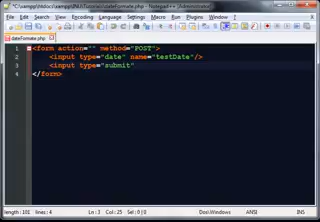 *C:\xampp\htdocs\xampp\JNU\Tutorial\dateFormate.php - Notepad++ [Administrator]
File Edit Search View Encoding Language Settings Macro Run Plugins Window ?
dateFormate.php
1 <form action="" method="POST">
2 <input type="date" name="testDate"/>
3 <input type="submit"
4 </form>
length : 101 lines : 4 Ln : 3 Col : 25 Sel : 0 | 0 Dos\Windows ANSI INS